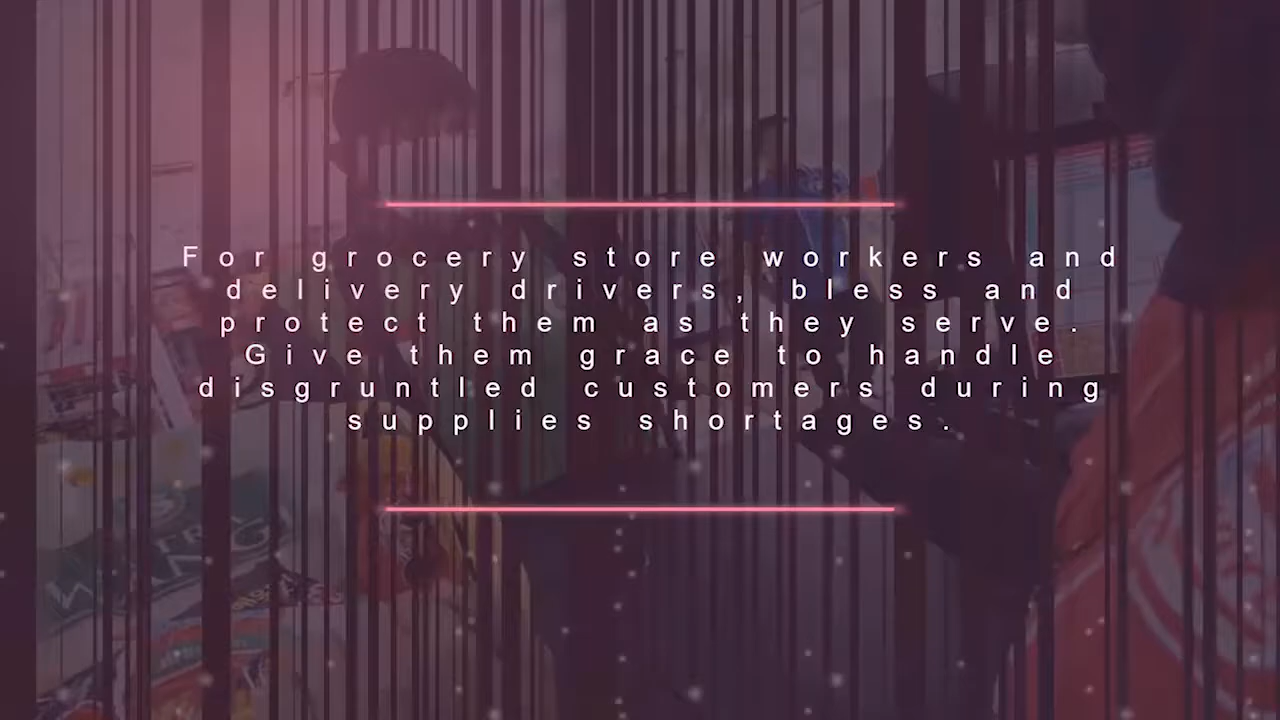 For grocery store workers and
delivery drivers, bless and
protect them as they serve.
Give them grace to handle
disgruntled customers during
supplies shortages.